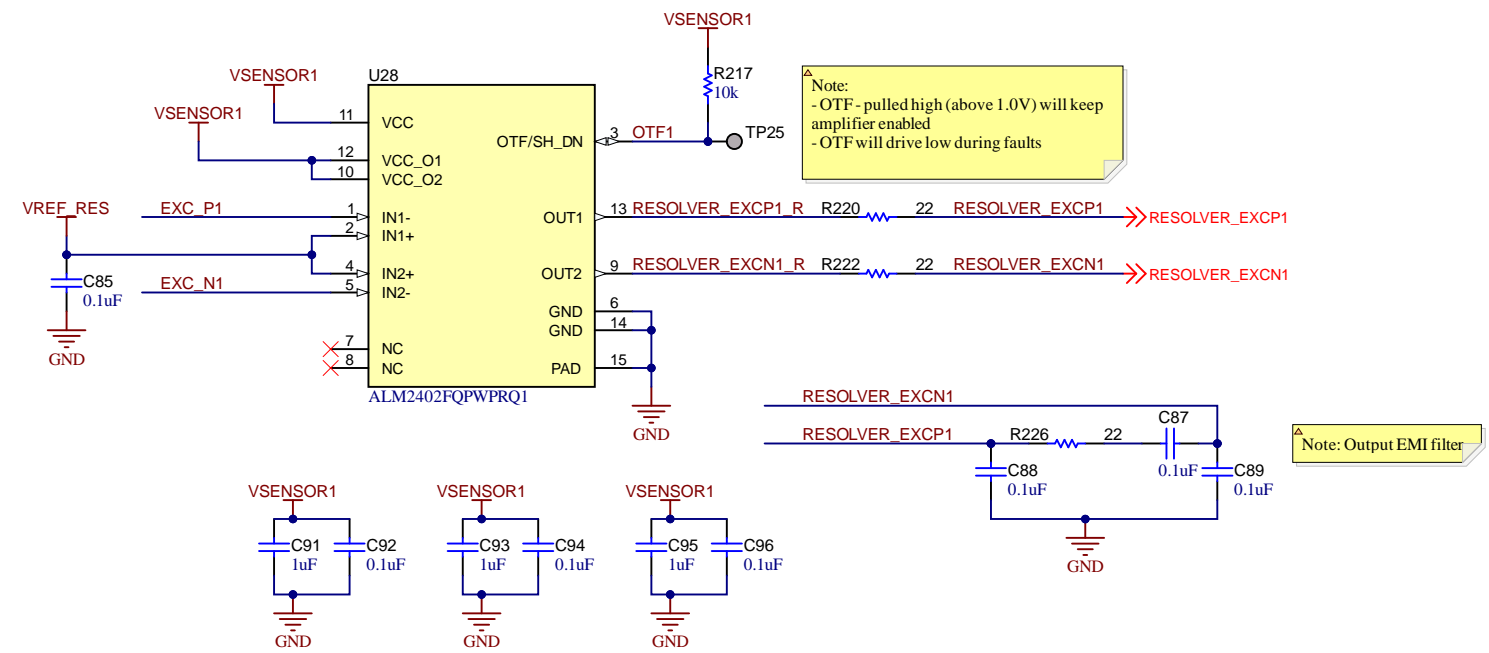 VSENSOR1
R217
10k
VSENSOR1
VSENSOR1
U28
11 VCC
12 VCC_O1
10 VCC_O2
OTF/SH_DN 3 OTF1
TP25
Note:
- OTF - pulled high (above 1.0V) will keep
amplifier enabled
- OTF will drive low during faults
VREF_RES
EXC_P1 1 IN1-
2 IN1+
4 IN2+
EXC_N1 5 IN2-
C85
0.1uF
GND
7 NC
8 NC
OUT1 13 RESOLVER_EXCP1_R R220 22 RESOLVER_EXCP1 RESOLVER_EXCP1
OUT2 9 RESOLVER_EXCN1_R R222 22 RESOLVER_EXCN1 RESOLVER_EXCN1
GND 6
GND 14
PAD 15
ALM2402FQPWPRQ1
GND
RESOLVER_EXCN1
RESOLVER_EXCP1
R226 22
C87
0.1uF
C88
0.1uF
C89
0.1uF
GND
Note: Output EMI filter
VSENSOR1
C91
1uF
C92
0.1uF
GND
VSENSOR1
C93
1uF
C94
0.1uF
GND
VSENSOR1
C95
1uF
C96
0.1uF
GND